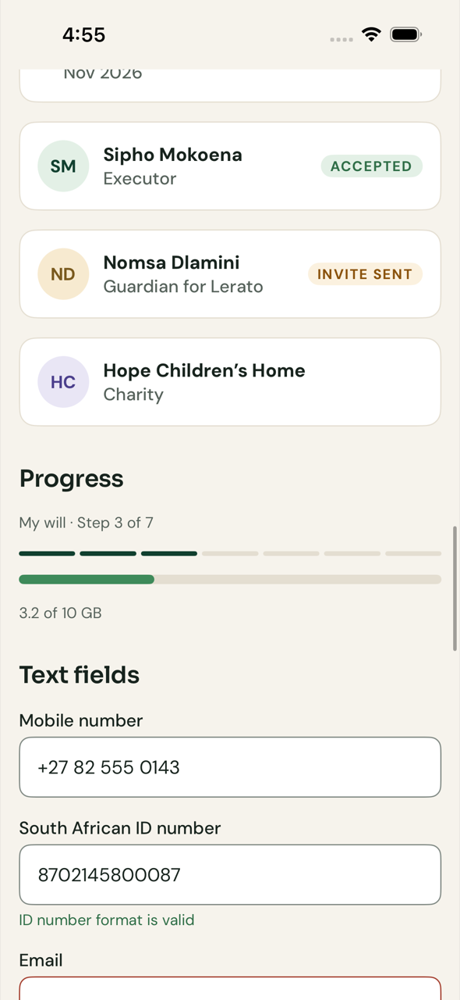 4:55
Nov 2026
SM
Sipho Mokoena
Executor
ACCEPTED
ND
Nomsa Dlamini
Guardian for Lerato
INVITE SENT
HC
Hope Children’s Home
Charity
Progress
My will · Step 3 of 7
3.2 of 10 GB
Text fields
Mobile number
+27 82 555 0143
South African ID number
8702145800087
ID number format is valid
Email